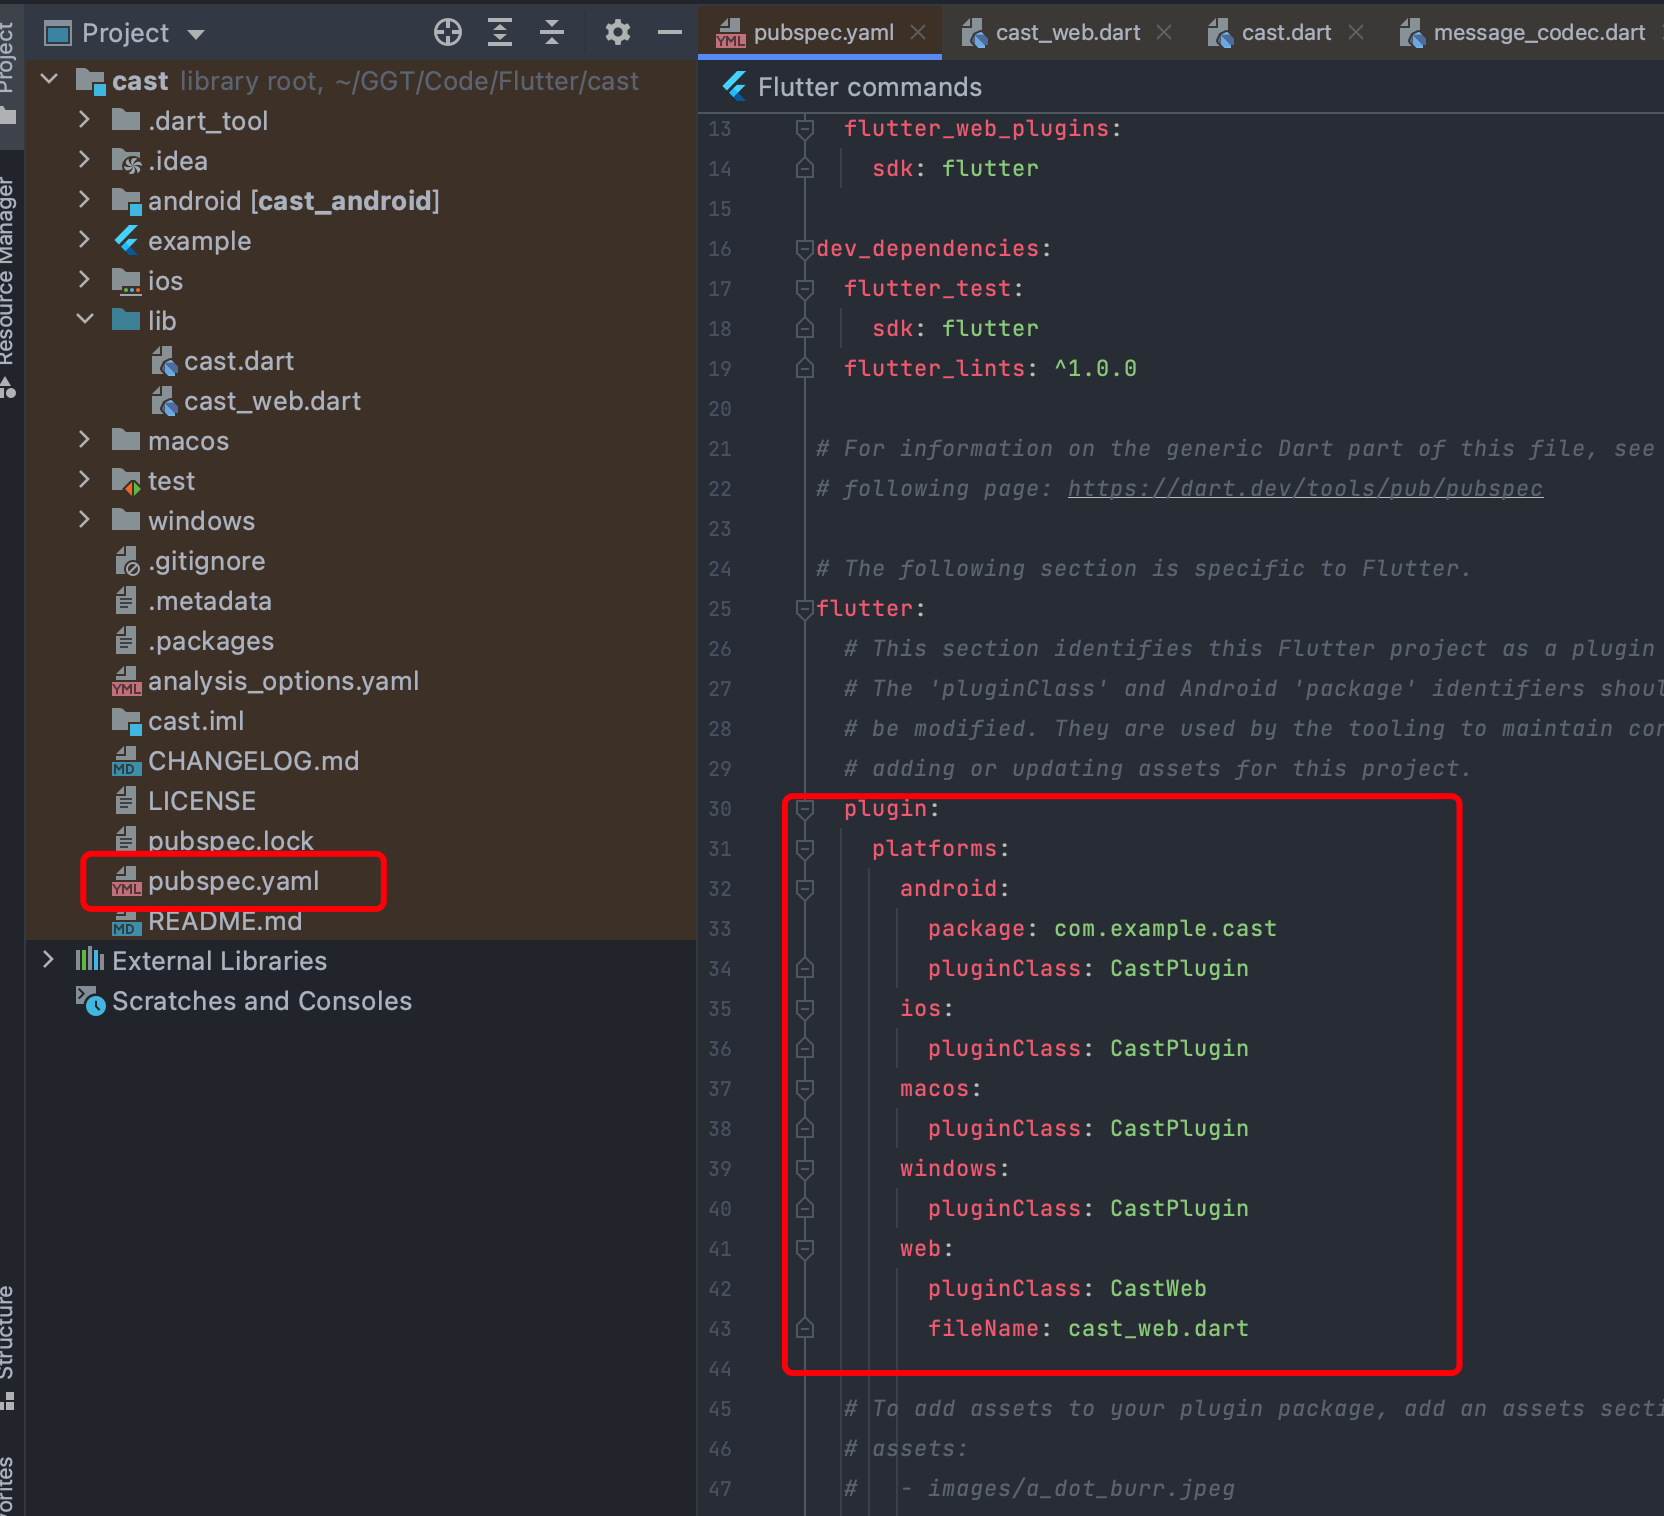 Project
pubspec.yaml
cast_web.dart
cast.dart
message_codec.dart
Project
Resource Manager
Structure
cast library root, ~/GGT/Code/Flutter/cast
.dart_tool
.idea
android [cast_android]
example
ios
lib
cast.dart
cast_web.dart
macos
test
windows
.gitignore
.metadata
.packages
YML analysis_options.yaml
cast.iml
MD CHANGELOG.md
LICENSE
pubspec.lock
YML pubspec.yaml
MD README.md
External Libraries
Scratches and Consoles
Flutter commands
13 flutter_web_plugins:
14 sdk: flutter
15
16 dev_dependencies:
17 flutter_test:
18 sdk: flutter
19 flutter_lints: ^1.0.0
20
21 # For information on the generic Dart part of this file, see
22 # following page: https://dart.dev/tools/pub/pubspec
23
24 # The following section is specific to Flutter.
25 flutter:
26 # This section identifies this Flutter project as a plugin
27 # The 'pluginClass' and Android 'package' identifiers shoul
28 # be modified. They are used by the tooling to maintain con
29 # adding or updating assets for this project.
30 plugin:
31 platforms:
32 android:
33 package: com.example.cast
34 pluginClass: CastPlugin
35 ios:
36 pluginClass: CastPlugin
37 macos:
38 pluginClass: CastPlugin
39 windows:
40 pluginClass: CastPlugin
41 web:
42 pluginClass: CastWeb
43 fileName: cast_web.dart
44
45 # To add assets to your plugin package, add an assets secti
46 # assets:
47 # - images/a_dot_burr.jpeg